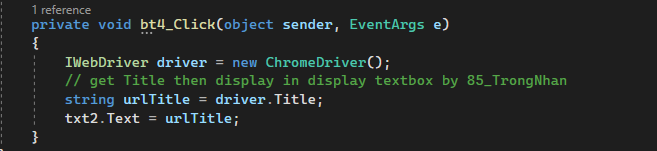 1 reference
private void bt4_Click(object sender, EventArgs e)
{
IWebDriver driver = new ChromeDriver();
// get Title then display in display textbox by 85_TrongNhan
string urlTitle = driver.Title;
txt2.Text = urlTitle;
}